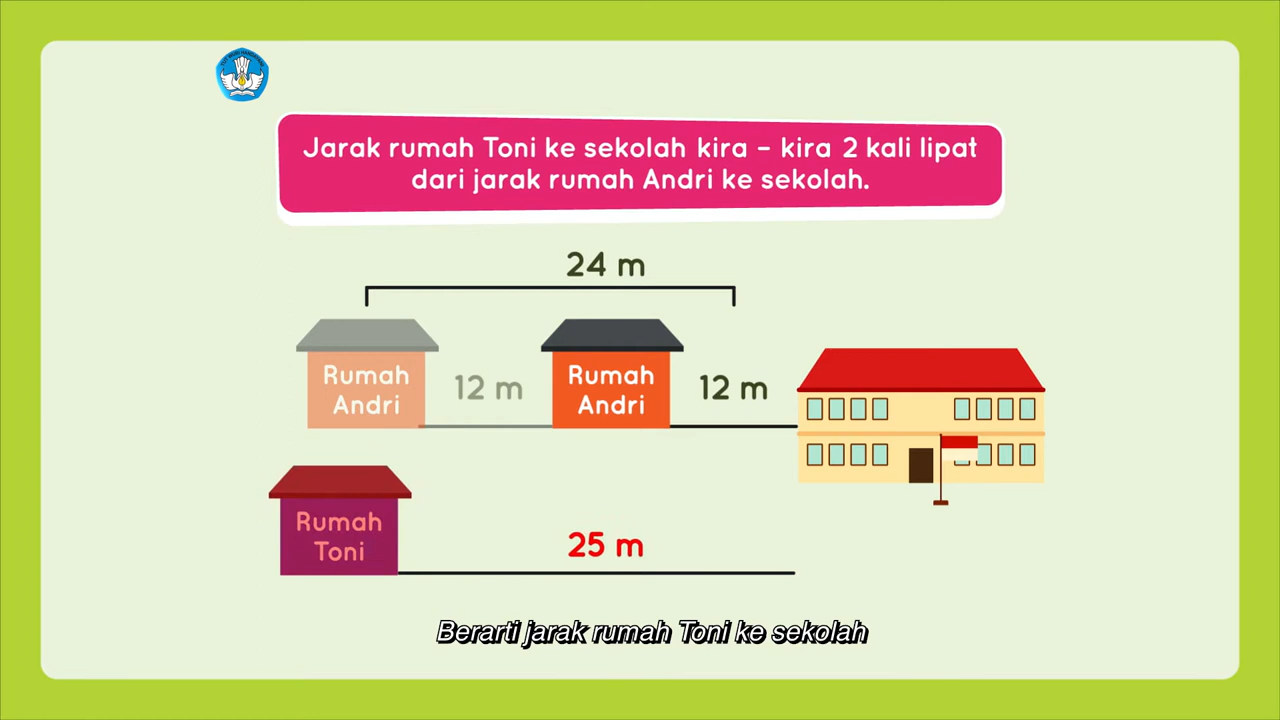 Jarak rumah Toni ke sekolah kira - kira 2 kali lipat
dari jarak rumah Andri ke sekolah.
24 m
Rumah
Andri
12 m
Rumah
Andri
12 m
Rumah
Toni
25 m
Berarti jarak rumah Toni ke sekolah